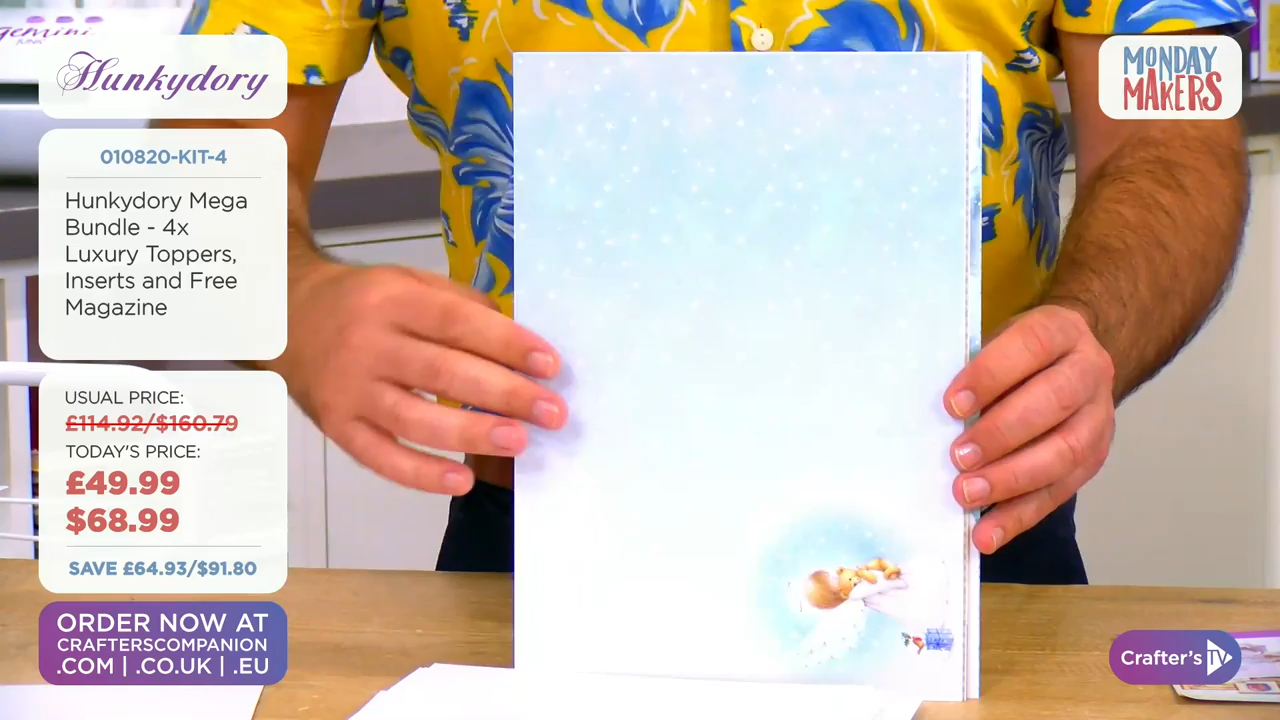 gemini
JUNIOR
Hunkydory
010820-KIT-4
Hunkydory Mega
Bundle - 4x
Luxury Toppers,
Inserts and Free
Magazine
USUAL PRICE:
£114.92/$160.79
TODAY'S PRICE:
£49.99
$68.99
SAVE £64.93/$91.80
ORDER NOW AT
CRAFTERSCOMPANION
.COM | .CO.UK | .EU
MONDAY
MAKERS
Crafter's TV